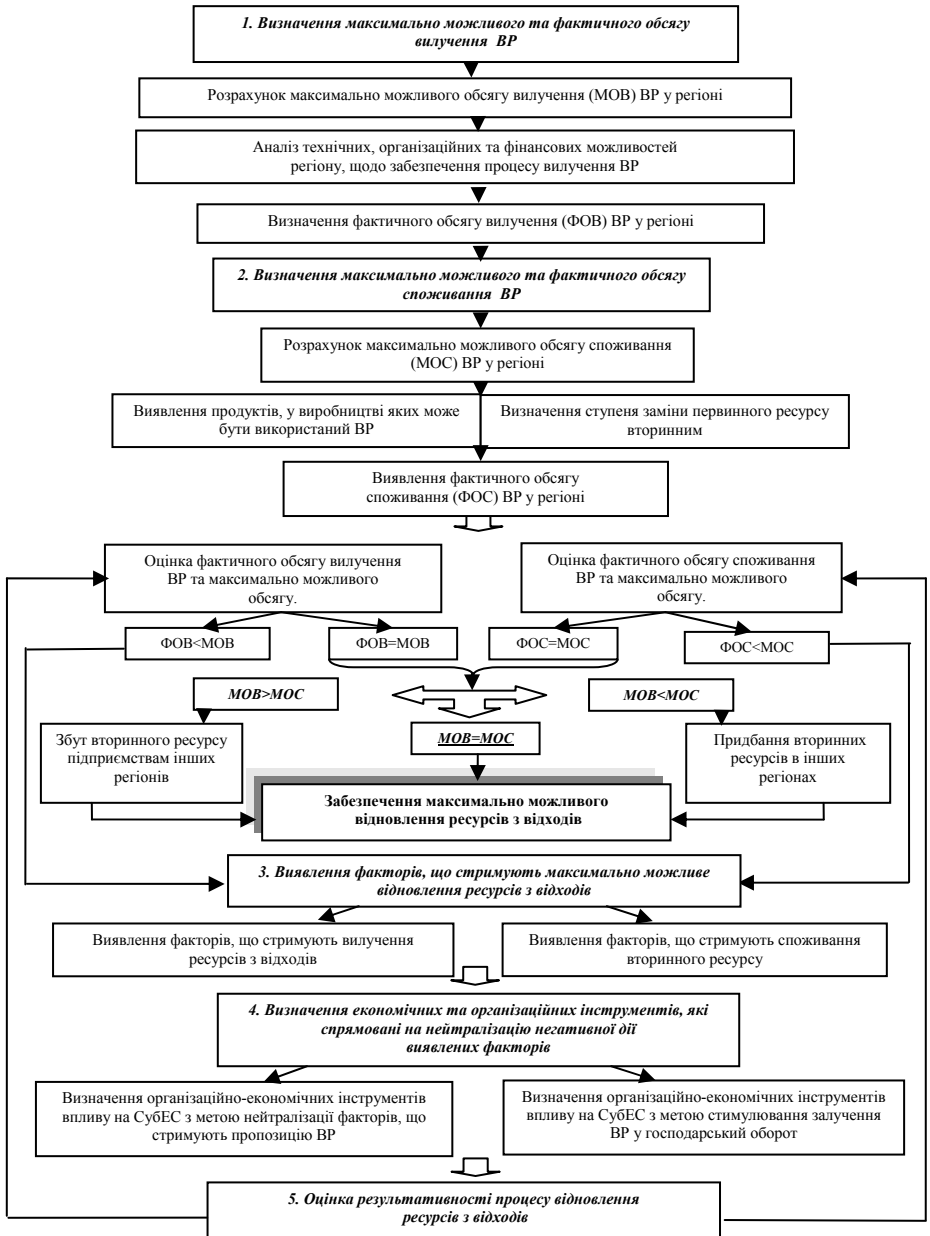 1. Визначення максимально можливого та фактичного обсягу
вилучення ВР
Розрахунок максимально можливого обсягу вилучення (МОВ) ВР у регіоні
Аналіз технічних, організаційних та фінансових можливостей
регіону, щодо забезпечення процесу вилучення ВР
Визначення фактичного обсягу вилучення (ФОВ) ВР у регіоні
2. Визначення максимально можливого та фактичного обсягу
споживання ВР
Розрахунок максимально можливого обсягу споживання
(МОС) ВР у регіоні
Виявлення продуктів, у виробництві яких може
бути використаний ВР
Визначення ступеня заміни первинного ресурсу
вторинним
Виявлення фактичного обсягу
споживання (ФОС) ВР у регіоні
Оцінка фактичного обсягу вилучення
ВР та максимально можливого
обсягу.
Оцінка фактичного обсягу споживання
ВР та максимально можливого
обсягу.
ФОВ<МОВ
ФОВ=МОВ
ФОС=МОС
ФОС<МОС
МОВ>МОС
МОВ<МОС
Збут вторинного ресурсу
підприємствам інших
регіонів
МОВ=МОС
Придбання вторинних
ресурсів в інших
регіонах
Забезпечення максимально можливого
відновлення ресурсів з відходів
3. Виявлення факторів, що стримують максимально можливе
відновлення ресурсів з відходів
Виявлення факторів, що стримують вилучення
ресурсів з відходів
Виявлення факторів, що стримують споживання
вторинного ресурсу
4. Визначення економічних та організаційних інструментів, які
спрямовані на нейтралізацію негативної дії
виявлених факторів
Визначення організаційно-економічних інструментів
впливу на СубЕС з метою нейтралізації факторів, що
стримують пропозицію ВР
Визначення організаційно-економічних інструментів
впливу на СубЕС з метою стимулювання залучення
ВР у господарський оборот
5. Оцінка результативності процесу відновлення
ресурсів з відходів